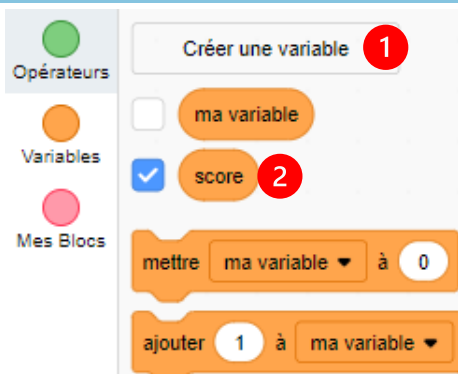 Opérateurs
Variables
Mes Blocs
Créer une variable 1
ma variable
score 2
mettre ma variable à 0
ajouter 1 à ma variable